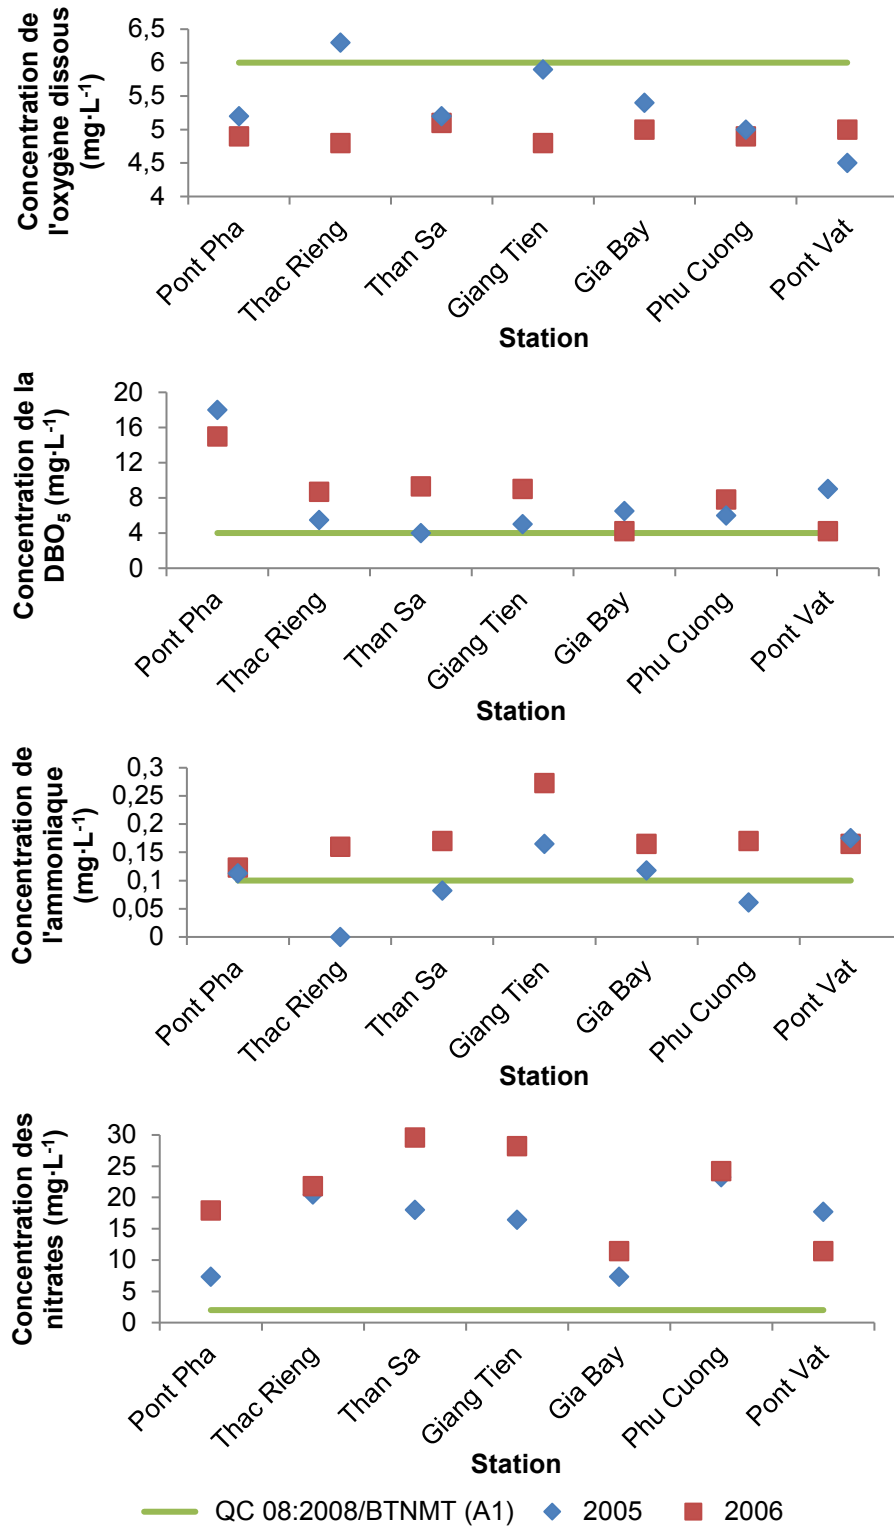 Concentration de
l'oxygène dissous
(mg·L⁻¹)
6,5
6
5,5
5
4,5
4
Pont Pha
Thac Rieng
Than Sa
Giang Tien
Gia Bay
Phu Cuong
Pont Vat
Station
Concentration de la
DBO₅ (mg·L⁻¹)
20
16
12
8
4
0
Pont Pha
Thac Rieng
Than Sa
Giang Tien
Gia Bay
Phu Cuong
Pont Vat
Station
Concentration de
l'ammoniaque
(mg·L⁻¹)
0,3
0,25
0,2
0,15
0,1
0,05
0
Pont Pha
Thac Rieng
Than Sa
Giang Tien
Gia Bay
Phu Cuong
Pont Vat
Station
Concentration des
nitrates (mg·L⁻¹)
30
25
20
15
10
5
0
Pont Pha
Thac Rieng
Than Sa
Giang Tien
Gia Bay
Phu Cuong
Pont Vat
Station
QC 08:2008/BTNMT (A1) 2005 2006